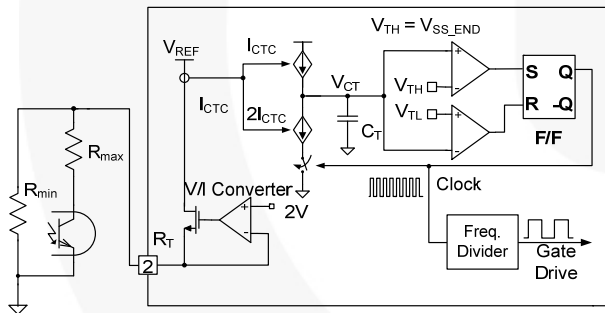 V_TH = V_SS_END
V_REF
I_CTC
V_CT
I_CTC
2I_CTC
C_T
V_TH
V_TL
S Q
R -Q
F/F
R_max
R_min
V/I Converter
2V
R_T
2
Clock
Freq.
Divider
Gate
Drive